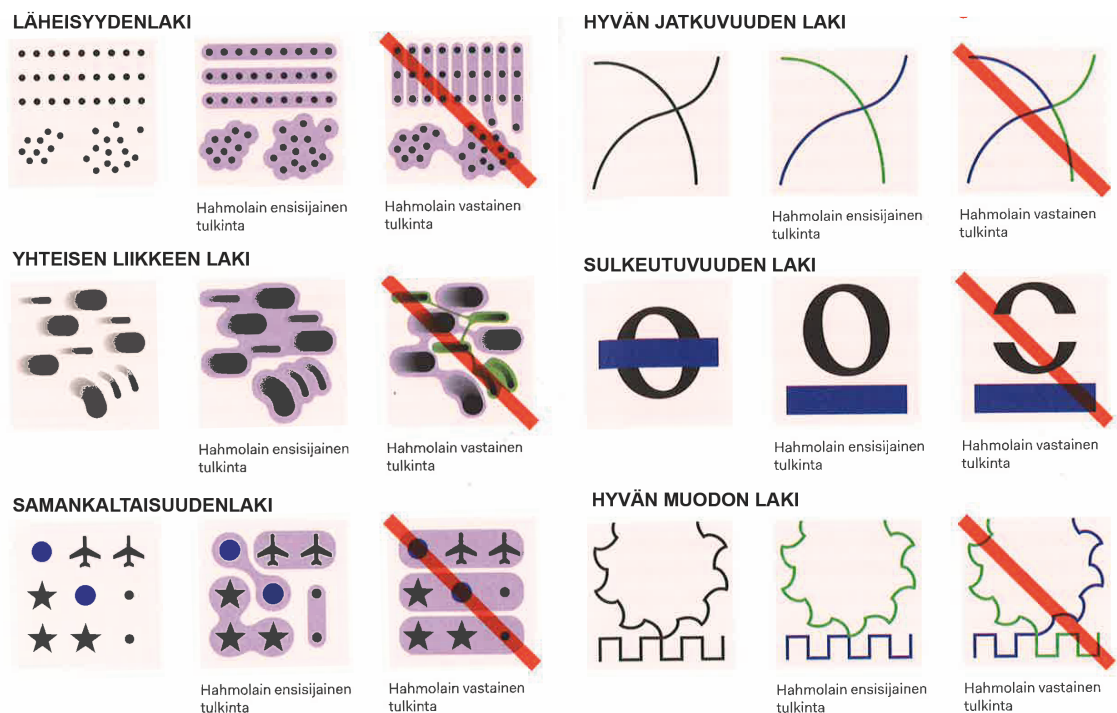 LÄHEISYYDENLAKI
Hahmolain ensisijainen
tulkinta
Hahmolain vastainen
tulkinta
YHTEISEN LIIKKEEN LAKI
Hahmolain ensisijainen
tulkinta
Hahmolain vastainen
tulkinta
SAMANKALTAISUUDENLAKI
Hahmolain ensisijainen
tulkinta
Hahmolain vastainen
tulkinta
HYVÄN JATKUVUUDEN LAKI
Hahmolain ensisijainen
tulkinta
Hahmolain vastainen
tulkinta
SULKEUTUVUUDEN LAKI
Hahmolain ensisijainen
tulkinta
Hahmolain vastainen
tulkinta
HYVÄN MUODON LAKI
Hahmolain ensisijainen
tulkinta
Hahmolain vastainen
tulkinta